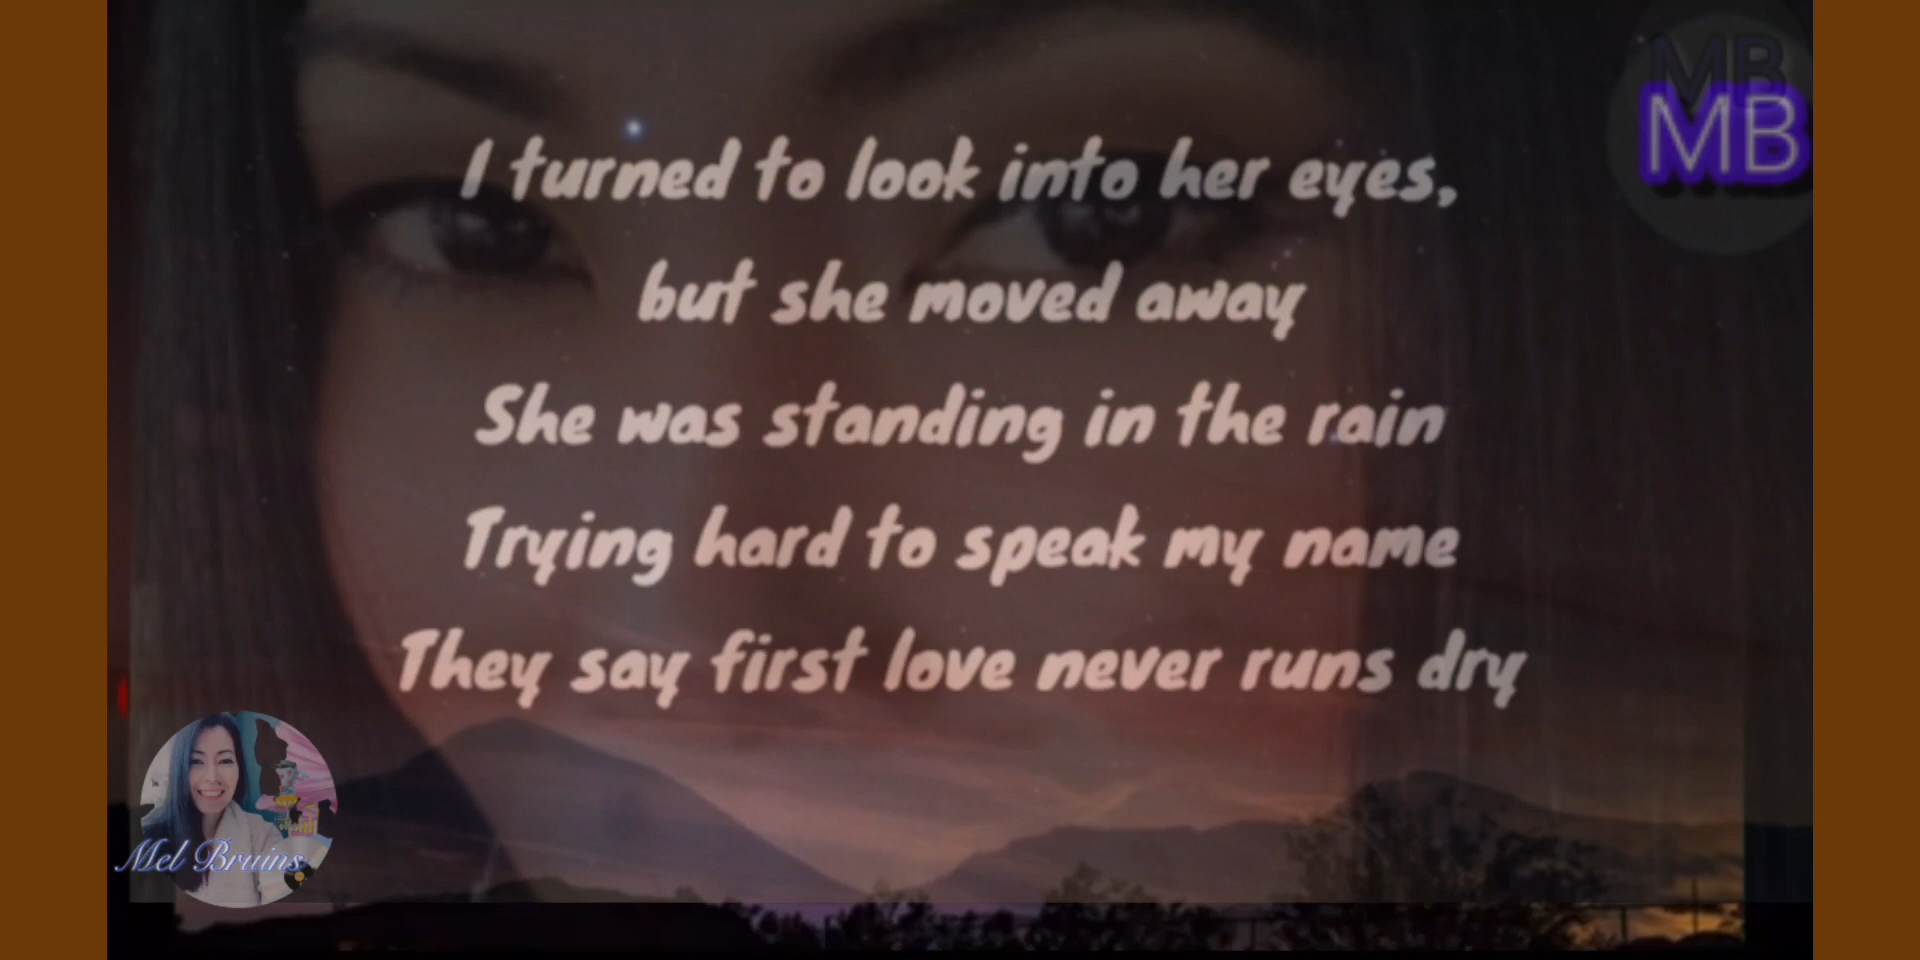 MB
MB
I turned to look into her eyes,
but she moved away
She was standing in the rain
Trying hard to speak my name
They say first love never runs dry
Mel Bruins